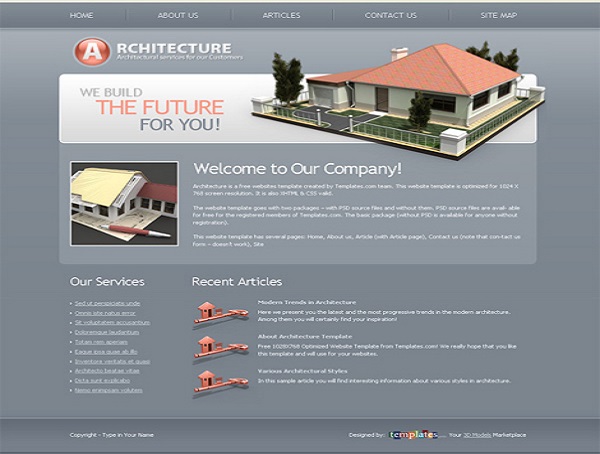 HOME
ABOUT US
ARTICLES
CONTACT US
SITE MAP
ARCHITECTURE
Architectural services for our Customers
WE BUILD
THE FUTURE
FOR YOU!
Welcome to Our Company!
Architecture is a free websites template created by Templates.com team. This website template is optimized for 1024 X
768 screen resolution. It is also XHTML & CSS valid.
The website template goes with two packages – with PSD source files and without them. PSD source files are avail- able
for free for the registered members of Templates.com. The basic package (without PSD is available for anyone without
registration).
This website template has several pages: Home, About us, Article (with Article page), Contact us (note that con-tact us
form – doesn't work), Site
Our Services
Sed ut perspiciatis unde
Omnis iste natus error
Sit voluptatem accusantium
Doloremque laudantium
Totam rem aperiam
Eaque ipsa quae ab illo
Inventore veritatis et quasi
Architecto beatae vitae
Dicta sunt explicabo
Nemo enimpsam volutem
Recent Articles
Modern Trends in Architecture
Here we present you the latest and the most progressive trends in the modern architecture.
Among them you will certainly find your inspiration!
About Architecture Template
Free 1028X768 Optimized Website Template from Templates.com! We really hope that you like
this template and will use for your websites.
Various Architectural Styles
In this sample article you will find interesting information about various styles in architecture.
Copyright - Type in Your Name
Designed by: templates Your 3D Models Marketplace